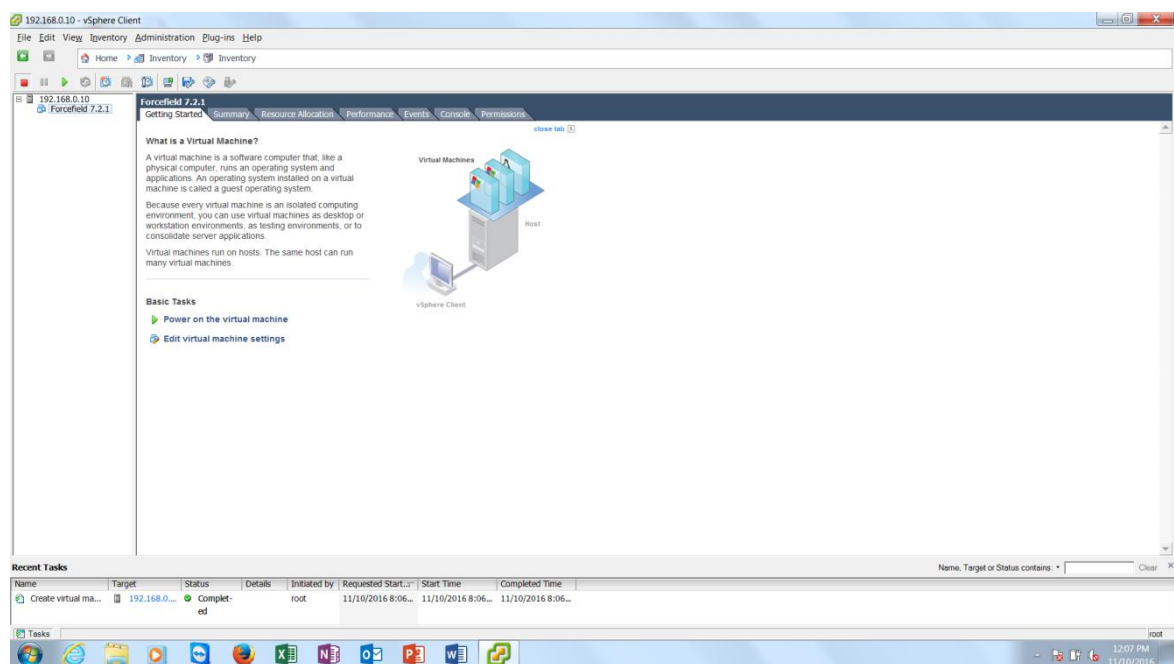 192.168.0.10 - vSphere Client
File Edit View Inventory Administration Plug-ins Help
Home Inventory Inventory
192.168.0.10
Forcefield 7.2.1
Forcefield 7.2.1
Getting Started Summary Resource Allocation Performance Events Console Permissions
close tab
What is a Virtual Machine?
A virtual machine is a software computer that, like a
physical computer, runs an operating system and
applications. An operating system installed on a virtual
machine is called a guest operating system.
Because every virtual machine is an isolated computing
environment, you can use virtual machines as desktop or
workstation environments, as testing environments, or to
consolidate server applications.
Virtual machines run on hosts. The same host can run
many virtual machines.
Basic Tasks
Power on the virtual machine
Edit virtual machine settings
Virtual Machines
Host
vSphere Client
Recent Tasks
Name, Target or Status contains:
Clear
Name Target Status Details Initiated by Requested Start... Start Time Completed Time
Create virtual ma... 192.168.0.... Complet- root 11/10/2016 8:06... 11/10/2016 8:06... 11/10/2016 8:06...
ed
Tasks
root
12:07 PM
11/10/2016